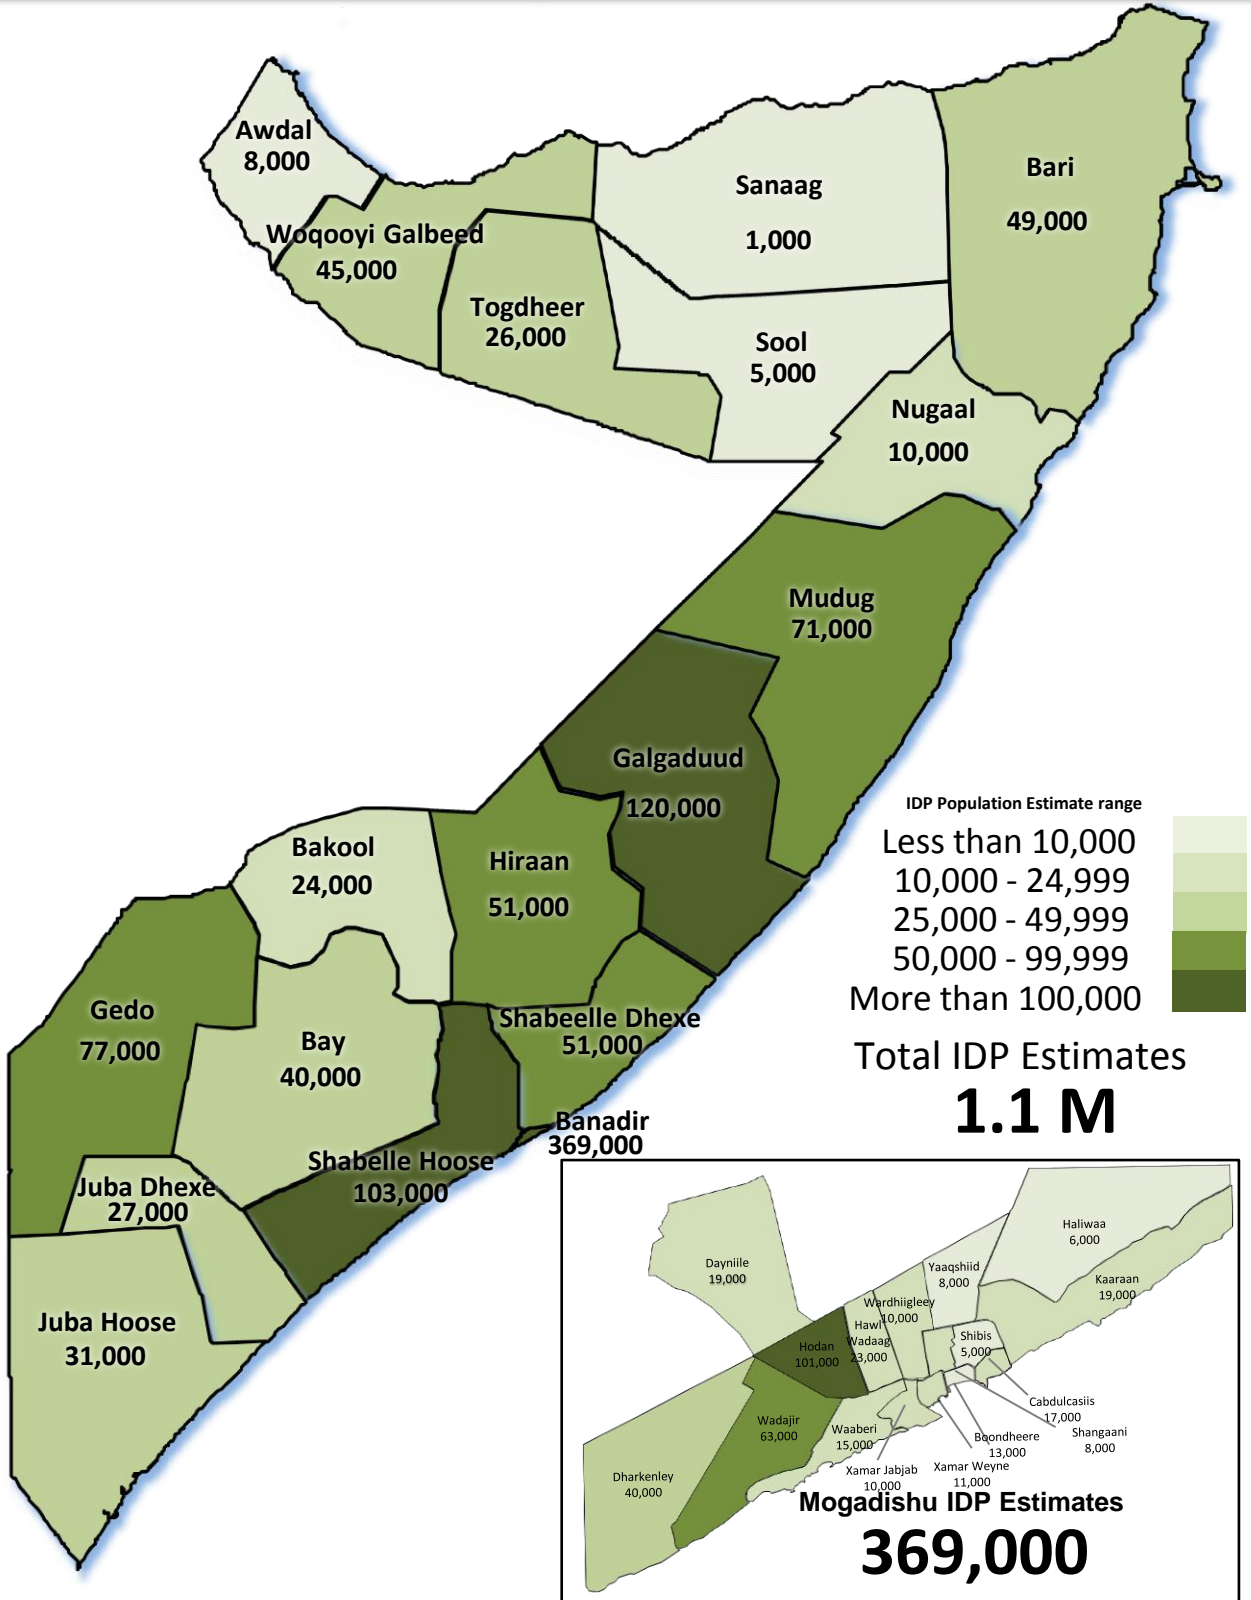 Awdal
8,000
Woqooyi Galbeed
45,000
Togdheer
26,000
Sanaag
1,000
Bari
49,000
Sool
5,000
Nugaal
10,000
Mudug
71,000
Galgaduud
120,000
IDP Population Estimate range
Less than 10,000
10,000 - 24,999
25,000 - 49,999
50,000 - 99,999
More than 100,000
Total IDP Estimates
1.1 M
Bakool
24,000
Hiraan
51,000
Gedo
77,000
Bay
40,000
Shabeelle Dhexe
51,000
Banadir
369,000
Shabelle Hoose
103,000
Juba Dhexe
27,000
Juba Hoose
31,000
Haliwaa
6,000
Dayniile
19,000
Yaaqshiid
8,000
Kaaraan
19,000
Wardhiigleey
10,000
Hawl
Wadaag
23,000
Shibis
5,000
Hodan
101,000
Cabdulcasiis
17,000
Wadajir
63,000
Waaberi
15,000
Boondheere
13,000
Shangaani
8,000
Dharkenley
40,000
Xamar Jabjab
10,000
Xamar Weyne
11,000
Mogadishu IDP Estimates
369,000